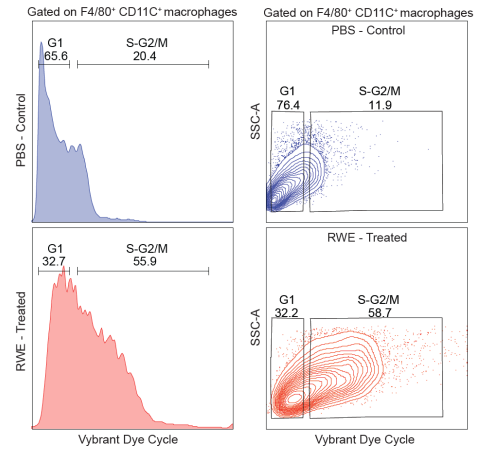 Gated on F4/80⁺ CD11C⁺ macrophages
G1
65.6
S-G2/M
20.4
PBS - Control
G1
32.7
S-G2/M
55.9
RWE - Treated
Vybrant Dye Cycle
Gated on F4/80⁺ CD11C⁺ macrophages
PBS - Control
G1
76.4
S-G2/M
11.9
SSC-A
RWE - Treated
G1
32.2
S-G2/M
58.7
SSC-A
Vybrant Dye Cycle